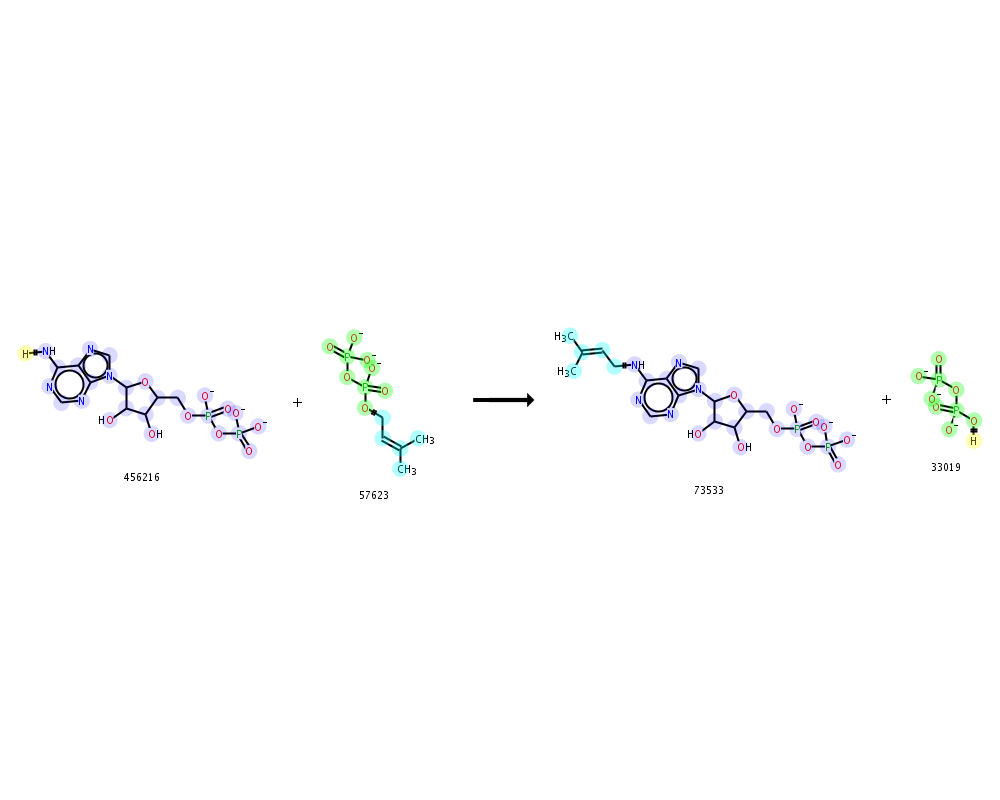 H NH N N N N N O HO OH O P O O⁻ O O⁻ P O⁻ O
456216
+
O O⁻ P O⁻ O⁻ O P O O CH₃ CH₃
57623
H₃C H₃C NH N N N N O HO OH O P O⁻ O O⁻ O P O⁻ O
73533
+
O O⁻ P O O⁻ O P O⁻ O H
33019